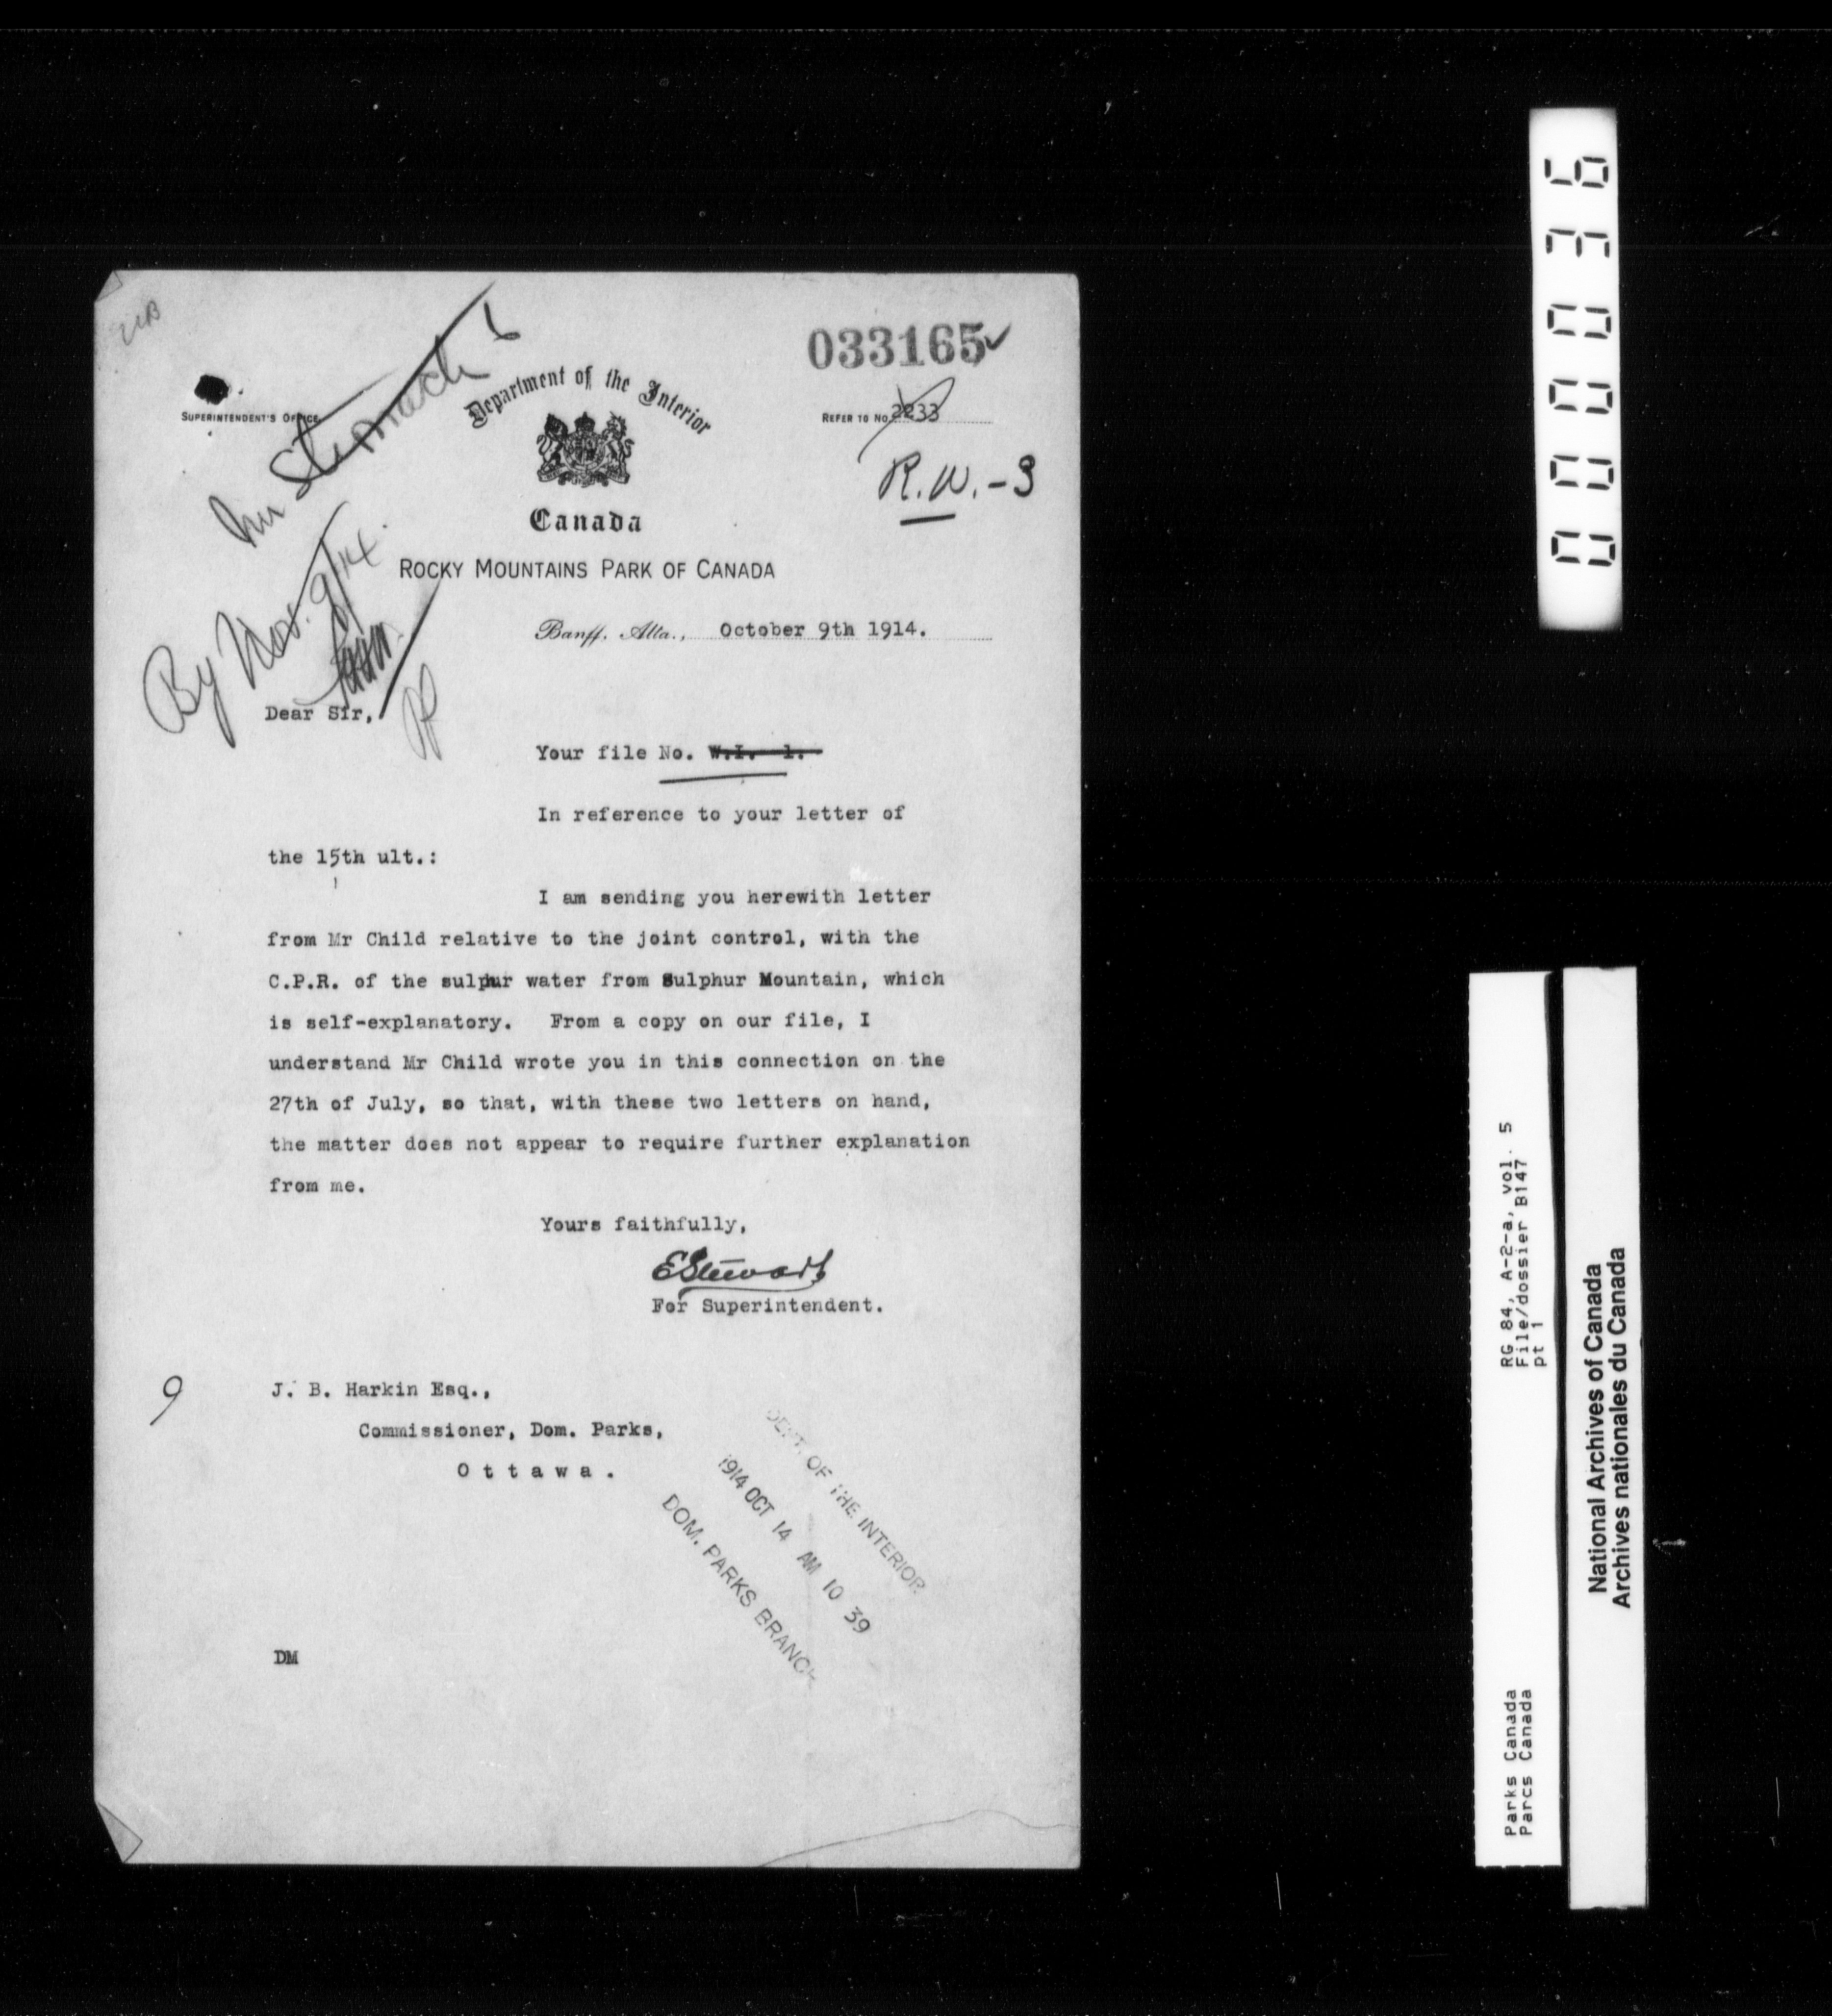 033165
Department of the Interior
SUPERINTENDENT'S OFFICE
REFER TO NO. 2233
R.W.-3
Canada
ROCKY MOUNTAINS PARK OF CANADA
By Nov. 9/14.
Banff, Alta., October 9th 1914.
Dear Sir,
Your file No. W.I. 1.
In reference to your letter of
the 15th ult.:
I am sending you herewith letter
from Mr Child relative to the joint control, with the
C.P.R. of the sulphur water from Sulphur Mountain, which
is self-explanatory. From a copy on our file, I
understand Mr Child wrote you in this connection on the
27th of July, so that, with these two letters on hand,
the matter does not appear to require further explanation
from me.
Yours faithfully,
EStewart
For Superintendent.
9
J. B. Harkin Esq.,
Commissioner, Dom. Parks,
Ottawa.
DEPT. OF THE INTERIOR
1914 OCT 14 AM 10 39
DOM. PARKS BRANCH
DM
000036
RG 84, A-2-a, vol. 5
File/dossier B147
pt 1
Parks Canada
Parcs Canada
National Archives of Canada
Archives nationales du Canada